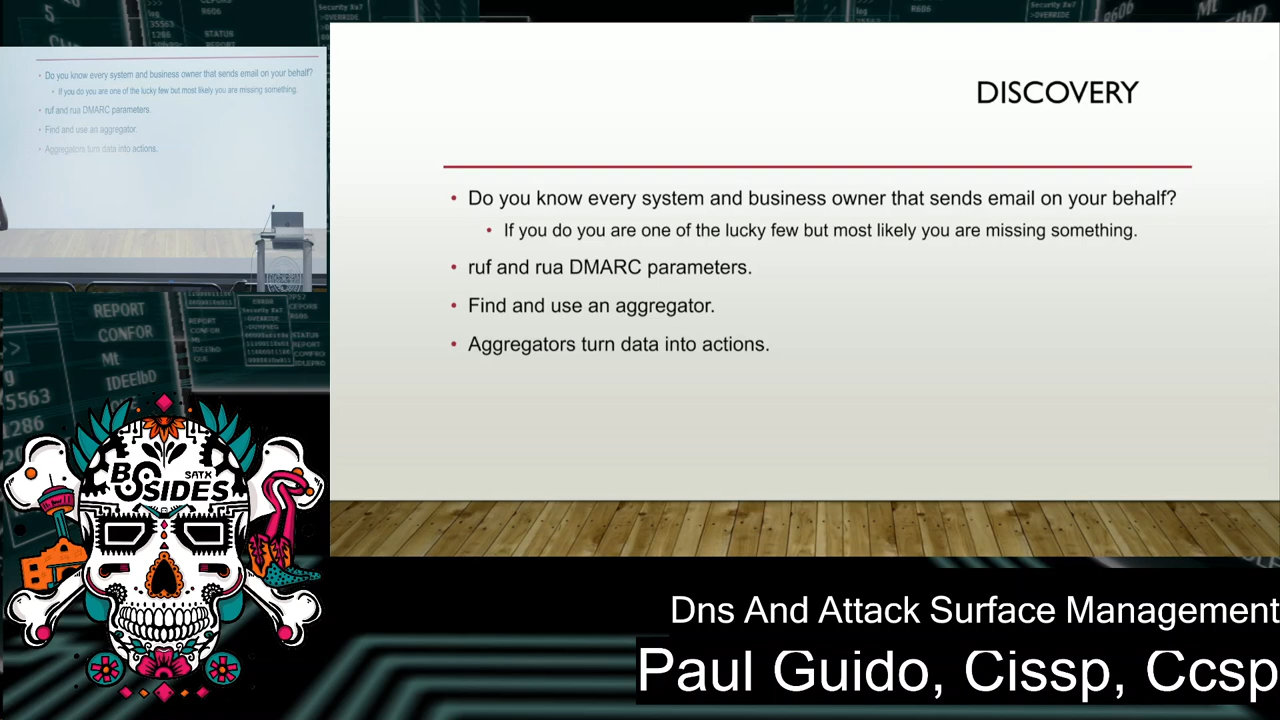 DISCOVERY
• Do you know every system and business owner that sends email on your behalf?
• If you do you are one of the lucky few but most likely you are missing something.
• ruf and rua DMARC parameters.
• Find and use an aggregator.
• Aggregators turn data into actions.
• Do you know every system and business owner that sends email on your behalf?
• If you do you are one of the lucky few but most likely you are missing something.
• ruf and rua DMARC parameters.
• Find and use an aggregator.
• Aggregators turn data into actions.
REPORT
CONFOR
Mt
IDEEIbD
5563
1286
BSIDES
SATX
Dns And Attack Surface Management
Paul Guido, Cissp, Ccsp